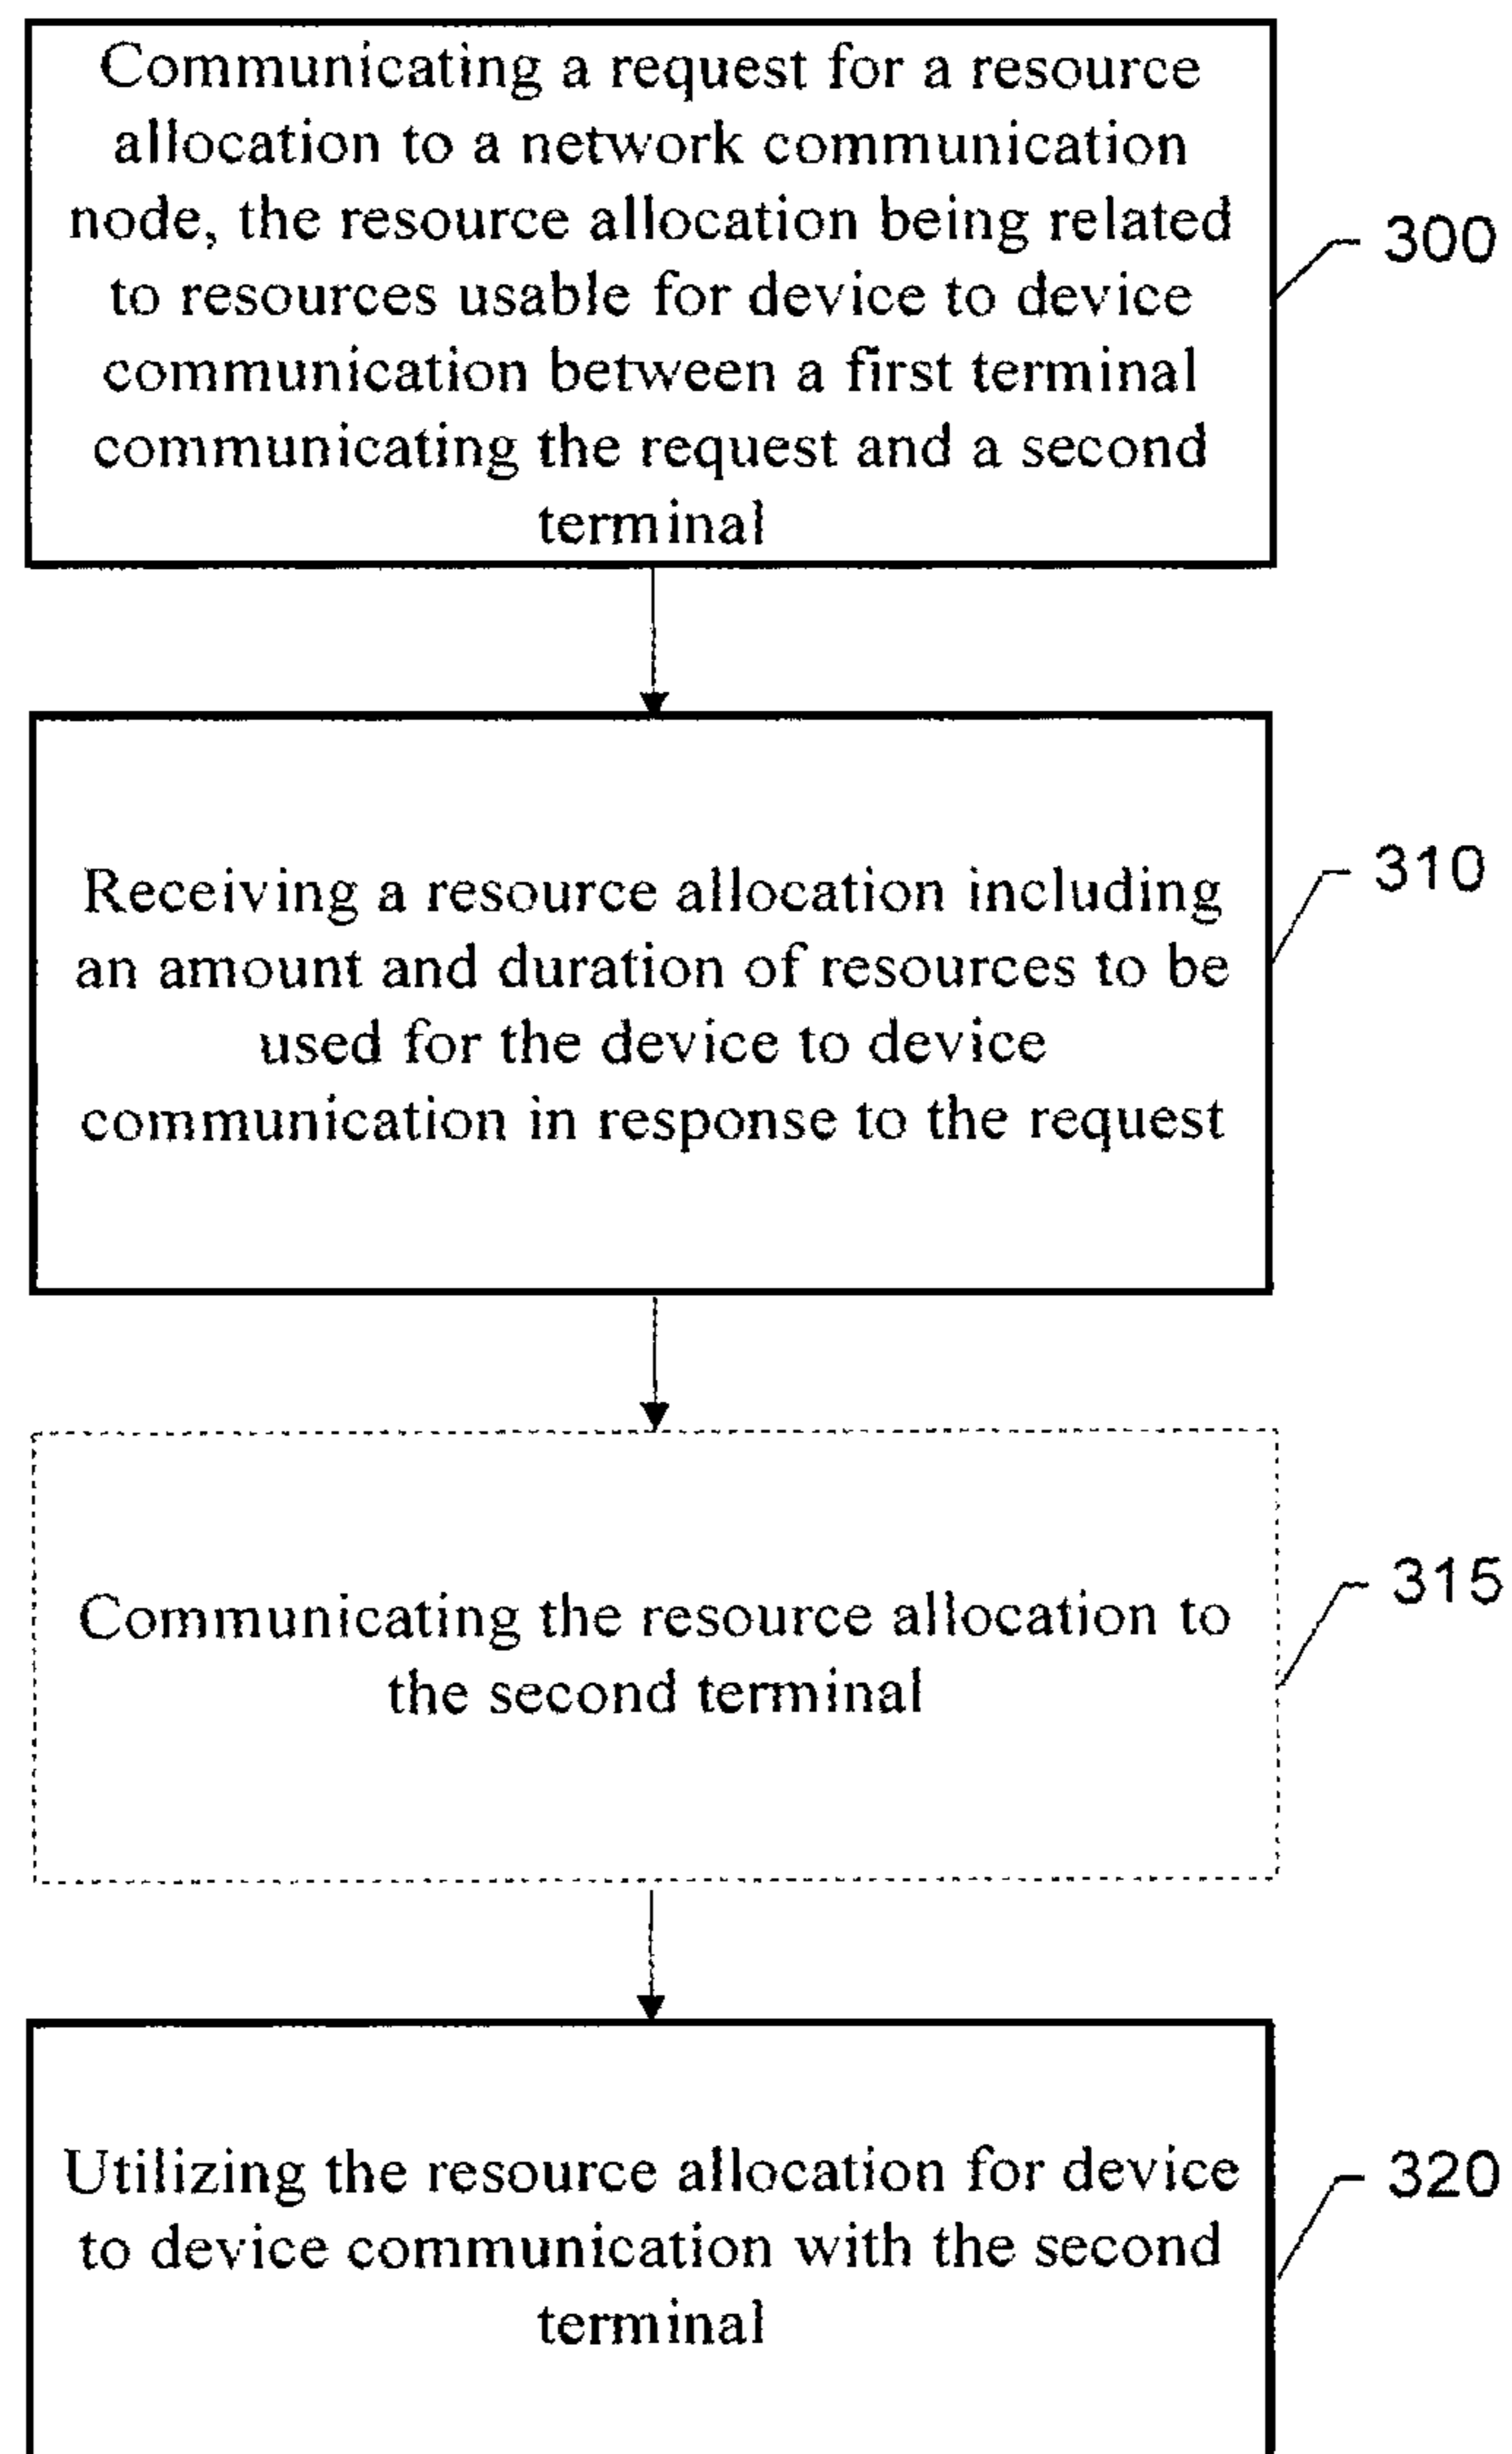 Communicating a request for a resource
allocation to a network communication
node, the resource allocation being related
to resources usable for device to device
communication between a first terminal
communicating the request and a second
terminal
300
Receiving a resource allocation including
an amount and duration of resources to be
used for the device to device
communication in response to the request
310
Communicating the resource allocation to
the second terminal
315
Utilizing the resource allocation for device
to device communication with the second
terminal
320